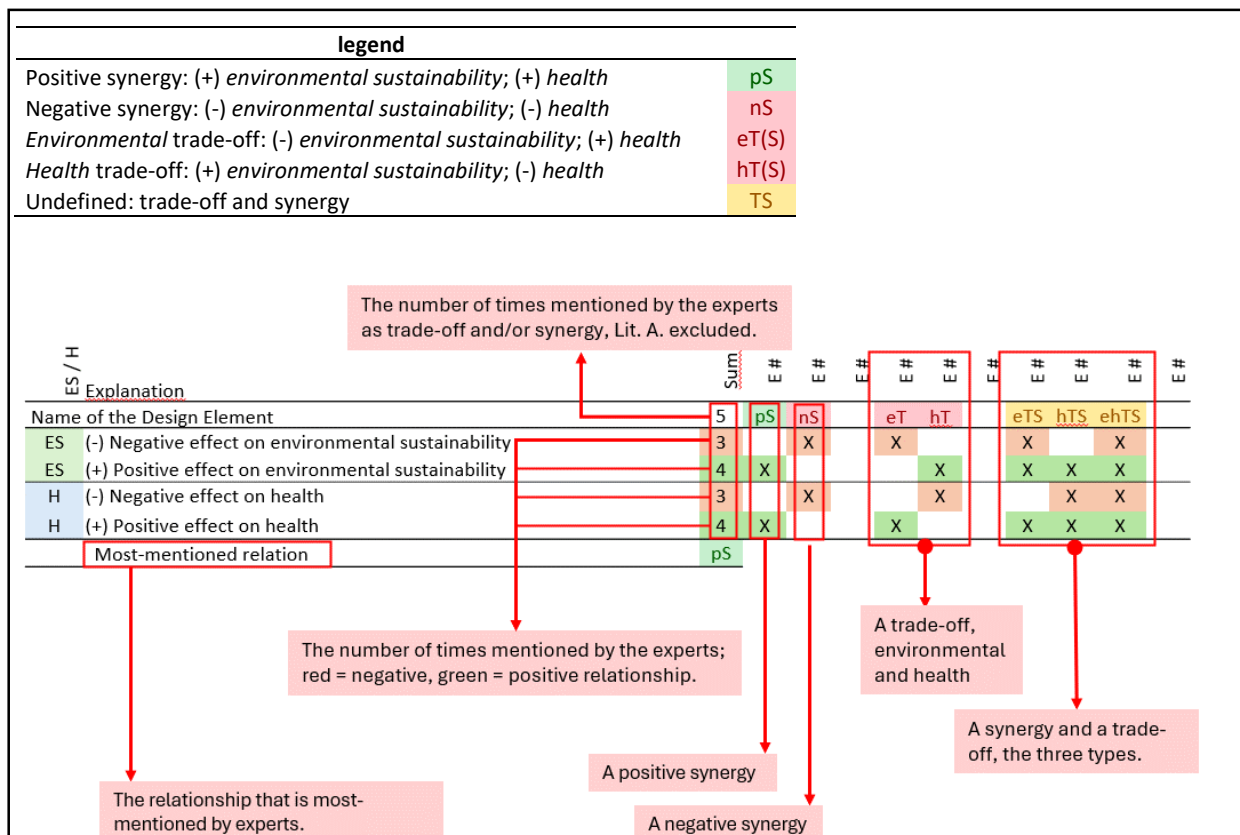 legend
Positive synergy: (+) environmental sustainability; (+) health pS
Negative synergy: (-) environmental sustainability; (-) health nS
Environmental trade-off: (-) environmental sustainability; (+) health eT(S)
Health trade-off: (+) environmental sustainability; (-) health hT(S)
Undefined: trade-off and synergy TS
The number of times mentioned by the experts
as trade-off and/or synergy, Lit. A. excluded.
ES / H Explanation Sum E # E # E # E # E # E # E # E # E # E #
Name of the Design Element 5 pS nS eT hT eTS hTS ehTS
ES (-) Negative effect on environmental sustainability 3 X X X X
ES (+) Positive effect on environmental sustainability 4 X X X X X
H (-) Negative effect on health 3 X X X X
H (+) Positive effect on health 4 X X X X X
Most-mentioned relation pS
The number of times mentioned by the experts;
red = negative, green = positive relationship.
A trade-off,
environmental
and health
A synergy and a trade-
off, the three types.
A positive synergy
The relationship that is most-
mentioned by experts.
A negative synergy